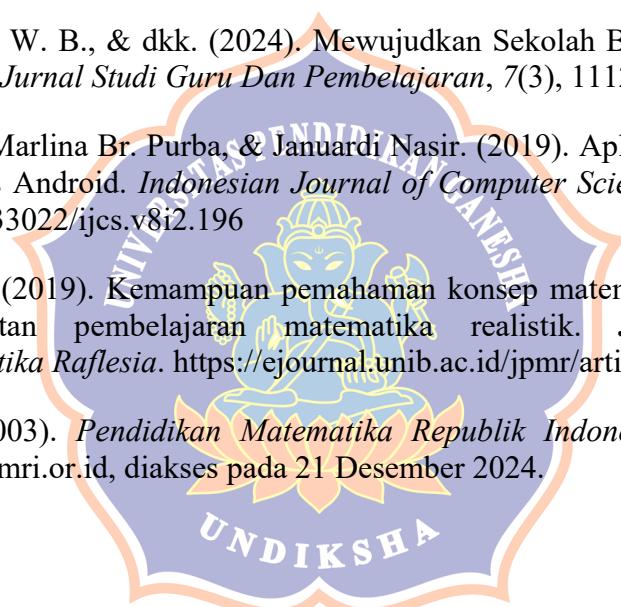 W. B., & dkk. (2024). Mewujudkan Sekolah B
Jurnal Studi Guru Dan Pembelajaran, 7(3), 111
Marlina Br. Purba, & Januardi Nasir. (2019). Apl
Android. Indonesian Journal of Computer Scie
33022/ijcs.v8i2.196
(2019). Kemampuan pemahaman konsep matem
tan pembelajaran matematika realistik.
tika Raflesia. https://ejournal.unib.ac.id/jpmr/arti
003). Pendidikan Matematika Republik Indone
mri.or.id, diakses pada 21 Desember 2024.
UNIVERSITAS PENDIDIKAN GANESHA
UNDIKSHA